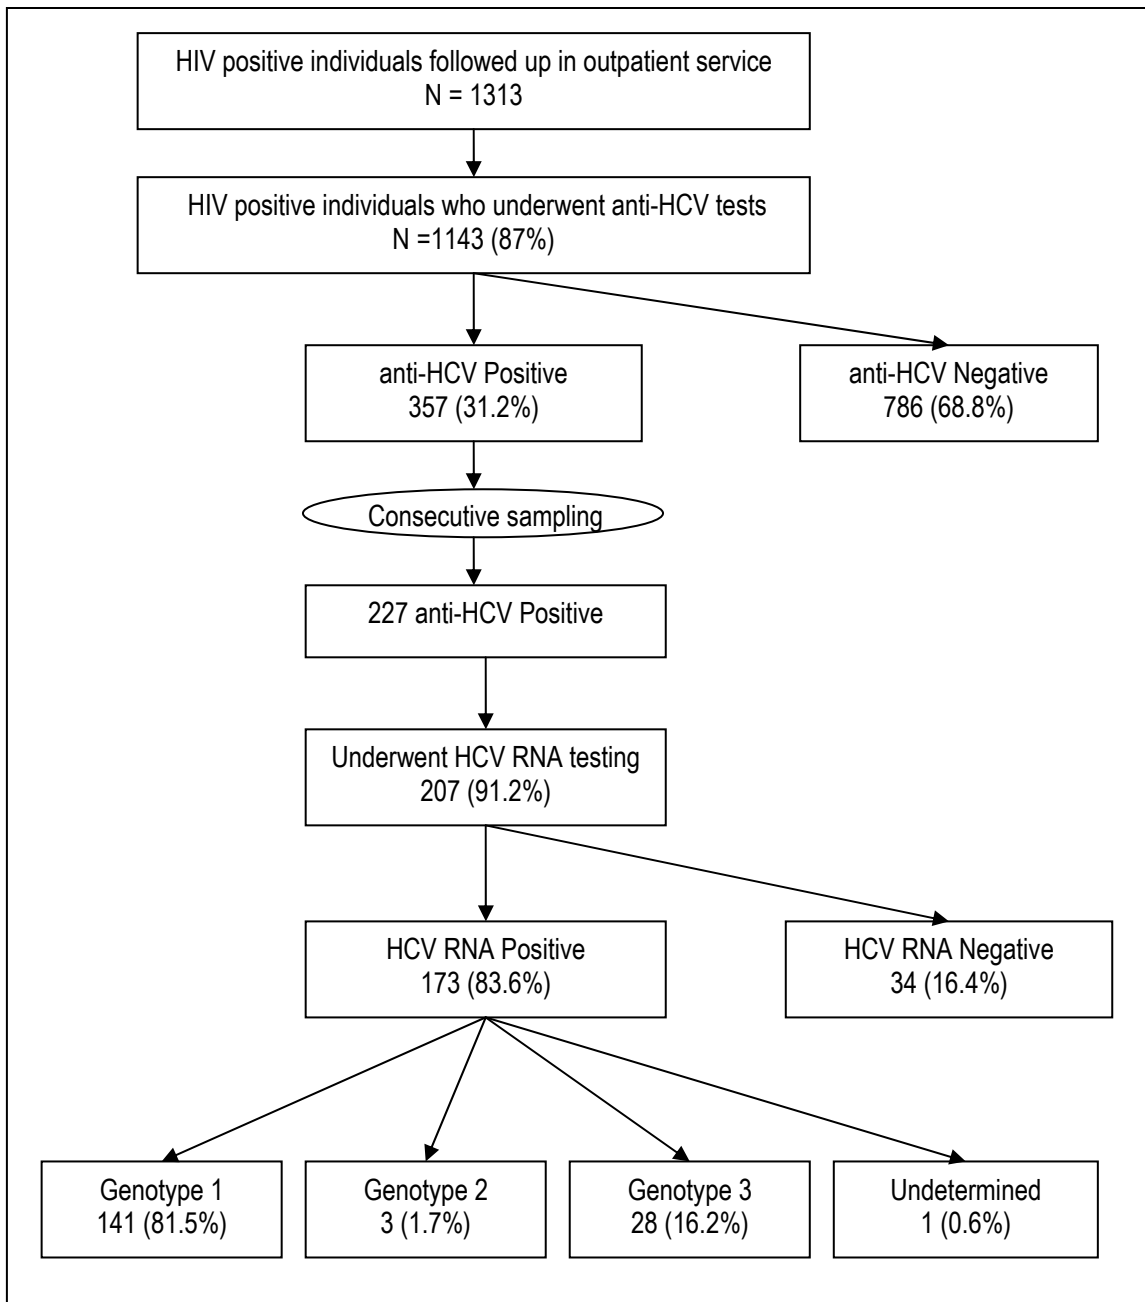 HIV positive individuals followed up in outpatient service
N = 1313
HIV positive individuals who underwent anti-HCV tests
N =1143 (87%)
anti-HCV Positive
357 (31.2%)
anti-HCV Negative
786 (68.8%)
Consecutive sampling
227 anti-HCV Positive
Underwent HCV RNA testing
207 (91.2%)
HCV RNA Positive
173 (83.6%)
HCV RNA Negative
34 (16.4%)
Genotype 1
141 (81.5%)
Genotype 2
3 (1.7%)
Genotype 3
28 (16.2%)
Undetermined
1 (0.6%)